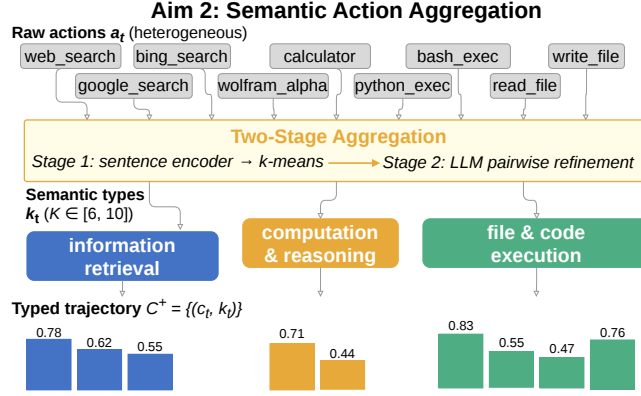 Aim 2: Semantic Action Aggregation
Raw actions a_t (heterogeneous)
web_search bing_search calculator bash_exec write_file
google_search wolfram_alpha python_exec read_file
Two-Stage Aggregation
Stage 1: sentence encoder → k-means → Stage 2: LLM pairwise refinement
Semantic types
k_t (K ∈ [6, 10])
information
retrieval
computation
& reasoning
file & code
execution
Typed trajectory C⁺ = {(c_t, k_t)}
0.78 0.62 0.55
0.71 0.44
0.83 0.55 0.47 0.76